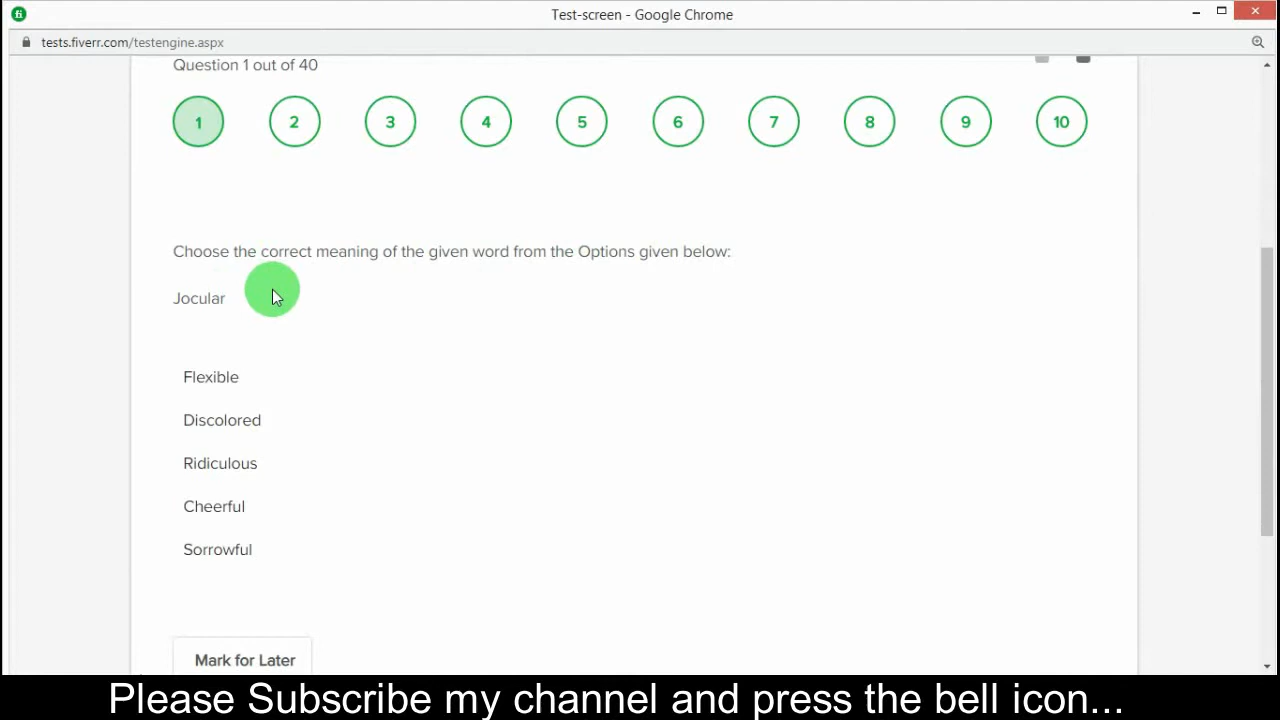 Test-screen - Google Chrome
tests.fiverr.com/testengine.aspx
Question 1 out of 40
1 2 3 4 5 6 7 8 9 10
Choose the correct meaning of the given word from the Options given below:
Jocular
Flexible
Discolored
Ridiculous
Cheerful
Sorrowful
Mark for Later
Please Subscribe my channel and press the bell icon...